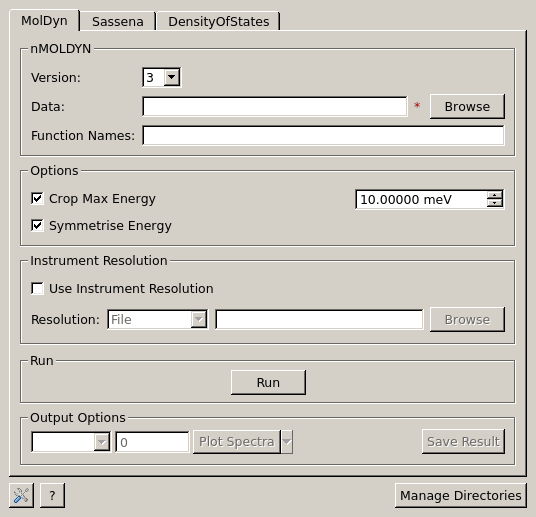 MolDyn Sassena DensityOfStates
nMOLDYN
Version: 3
Data: * Browse
Function Names:
Options
Crop Max Energy 10.00000 meV
Symmetrise Energy
Instrument Resolution
Use Instrument Resolution
Resolution: File Browse
Run
Run
Output Options
0 Plot Spectra Save Result
? Manage Directories